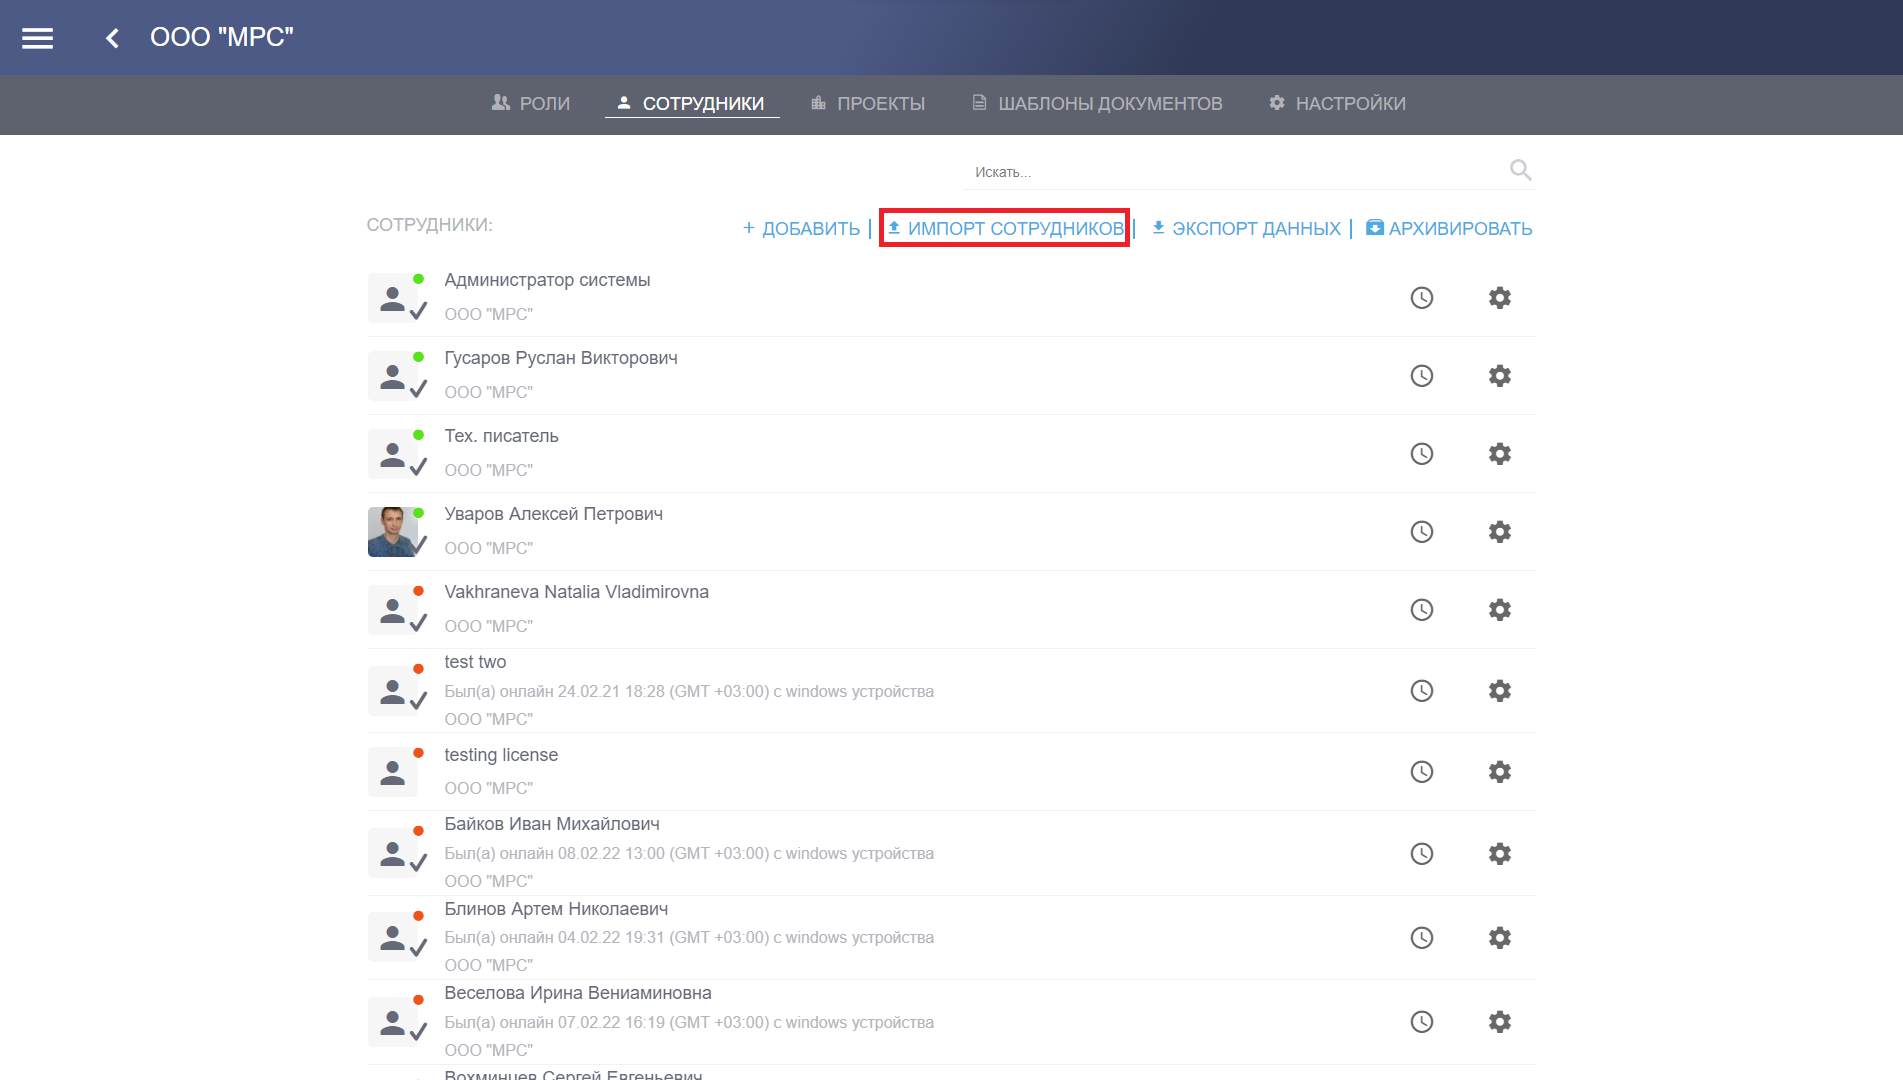 ООО "МРС"
РОЛИ
СОТРУДНИКИ
ПРОЕКТЫ
ШАБЛОНЫ ДОКУМЕНТОВ
НАСТРОЙКИ
Искать...
СОТРУДНИКИ:
+ ДОБАВИТЬ |
ИМПОРТ СОТРУДНИКОВ |
ЭКСПОРТ ДАННЫХ |
АРХИВИРОВАТЬ
Администратор системы
ООО "МРС"
Гусаров Руслан Викторович
ООО "МРС"
Тех. писатель
ООО "МРС"
Уваров Алексей Петрович
ООО "МРС"
Vakhraneva Natalia Vladimirovna
ООО "МРС"
test two
Был(а) онлайн 24.02.21 18:28 (GMT +03:00) с windows устройства
ООО "МРС"
testing license
ООО "МРС"
Байков Иван Михайлович
Был(а) онлайн 08.02.22 13:00 (GMT +03:00) с windows устройства
ООО "МРС"
Блинов Артем Николаевич
Был(а) онлайн 04.02.22 19:31 (GMT +03:00) с windows устройства
ООО "МРС"
Веселова Ирина Вениаминовна
Был(а) онлайн 07.02.22 16:19 (GMT +03:00) с windows устройства
ООО "МРС"
Вохминцев Сергей Евгеньевич